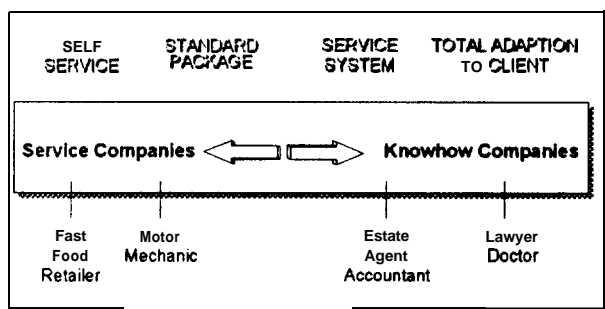 SELF
SERVICE
STANDARD
PACKAGE
SERVICE
SYSTEM
TOTAL ADAPTION
TO CLIENT
Service Companies
Knowhow Companies
Fast
Food
Retailer
Motor
Mechanic
Estate
Agent
Accountant
Lawyer
Doctor